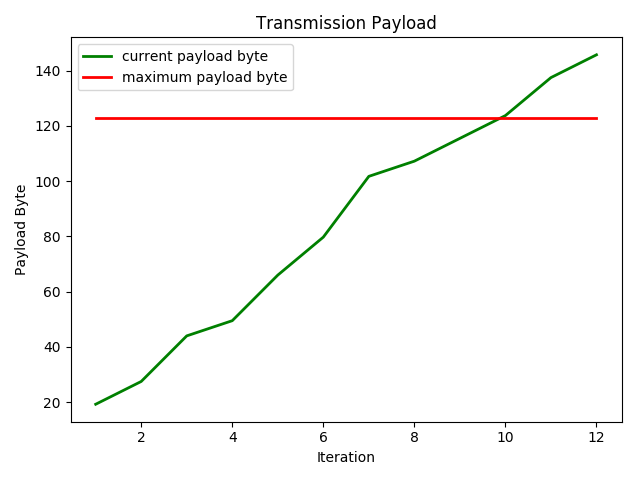 Transmission Payload
current payload byte
maximum payload byte
Payload Byte
140
120
100
80
60
40
20
2 4 6 8 10 12
Iteration